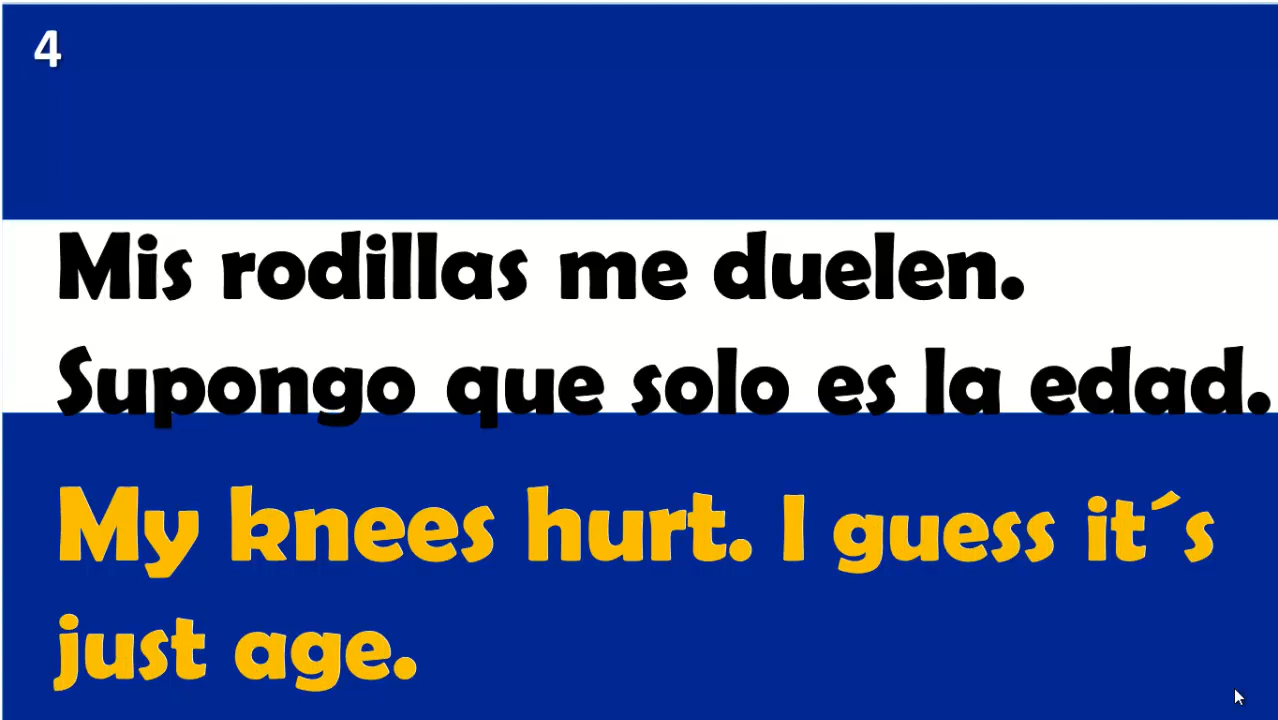 4
Mis rodillas me duelen.
Supongo que solo es la edad.
My knees hurt. I guess it´s
just age.